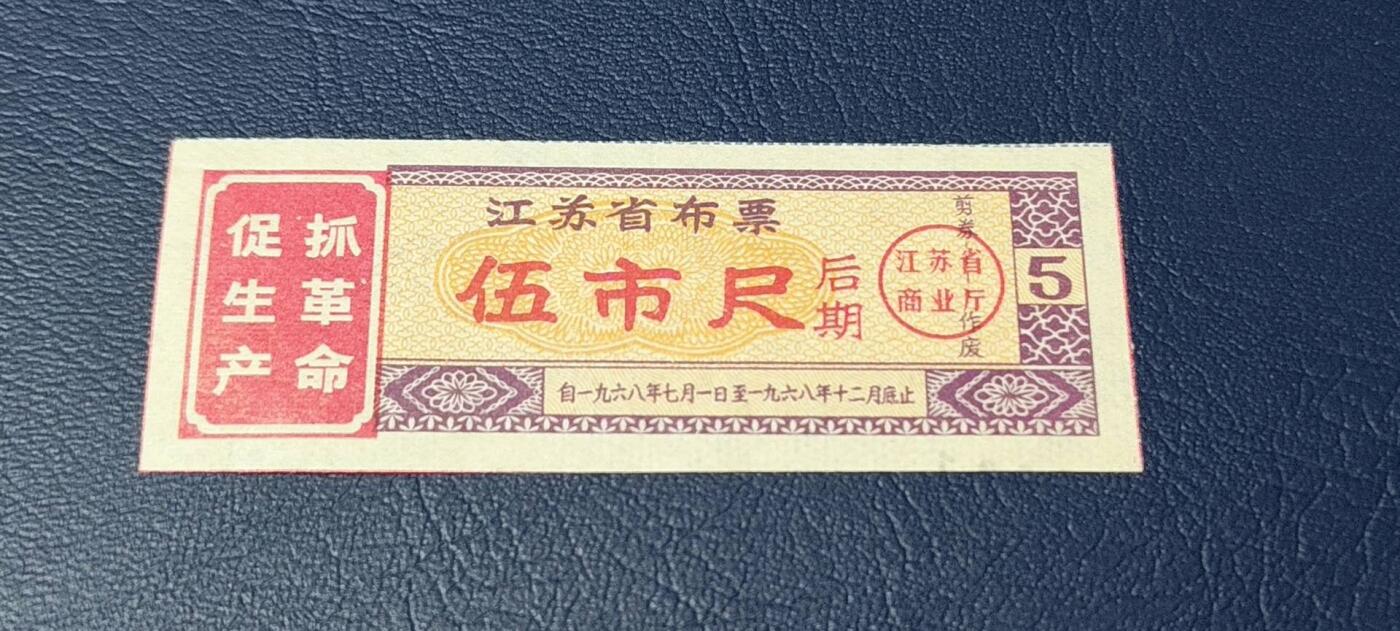 抓革命
促生产
江苏省布票
伍市尺
后期
剪券作废
江苏省
商业厅
5
自一九六八年七月一日至一九六八年十二月底止